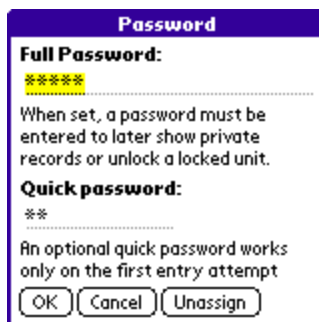 Password
Full Password:
*****
When set, a password must be
entered to later show private
records or unlock a locked unit.
Quick password:
**
An optional quick password works
only on the first entry attempt
OK Cancel Unassign